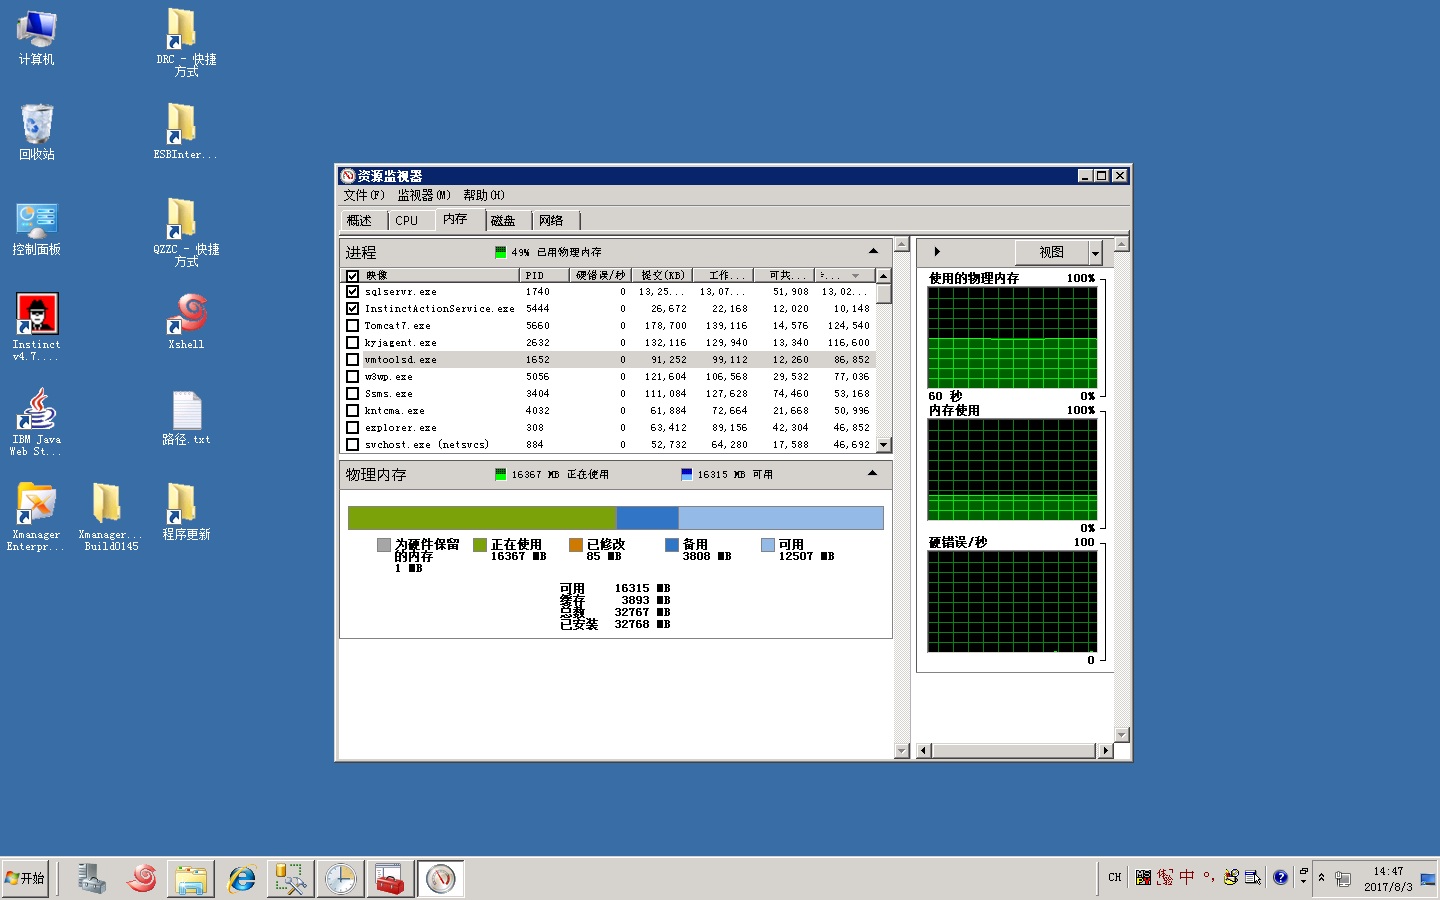 计算机
DRC - 快捷
方式
回收站
ESBInter...
控制面板
QZZC - 快捷
方式
Instinct
v4.7....
Xshell
IBM Java
Web St...
路径.txt
Xmanager
Enterpr...
Xmanager...
Build0145
程序更新
资源监视器
文件(F) 监视器(M) 帮助(H)
概述 CPU 内存 磁盘 网络
进程 49% 已用物理内存
映像 PID 硬错误/秒 提交(KB) 工作... 可共...
sqlservr.exe 1740 0 13,25... 13,07... 51,908 13,02...
InstinctActionService.exe 5444 0 26,672 22,168 12,020 10,148
Tomcat7.exe 5660 0 178,700 139,116 14,576 124,540
kyjagent.exe 2632 0 132,116 129,940 13,340 116,600
vmtoolsd.exe 1652 0 91,252 99,112 12,260 86,852
w3wp.exe 5056 0 121,604 106,568 29,532 77,036
Ssms.exe 3404 0 111,084 127,628 74,460 53,168
kntcma.exe 4032 0 61,884 72,664 21,668 50,996
explorer.exe 308 0 63,412 89,156 42,304 46,852
svchost.exe (netsvcs) 884 0 52,732 64,280 17,588 46,692
物理内存 16367 MB 正在使用 16315 MB 可用
为硬件保留
的内存
1 MB
正在使用
16367 MB
已修改
85 MB
备用
3808 MB
可用
12507 MB
可用 16315 MB
缓存 3893 MB
总数 32767 MB
已安装 32768 MB
视图
使用的物理内存 100%
60 秒 0%
内存使用 100%
0%
硬错误/秒 100
0
开始
CH
中
14:47
2017/8/3